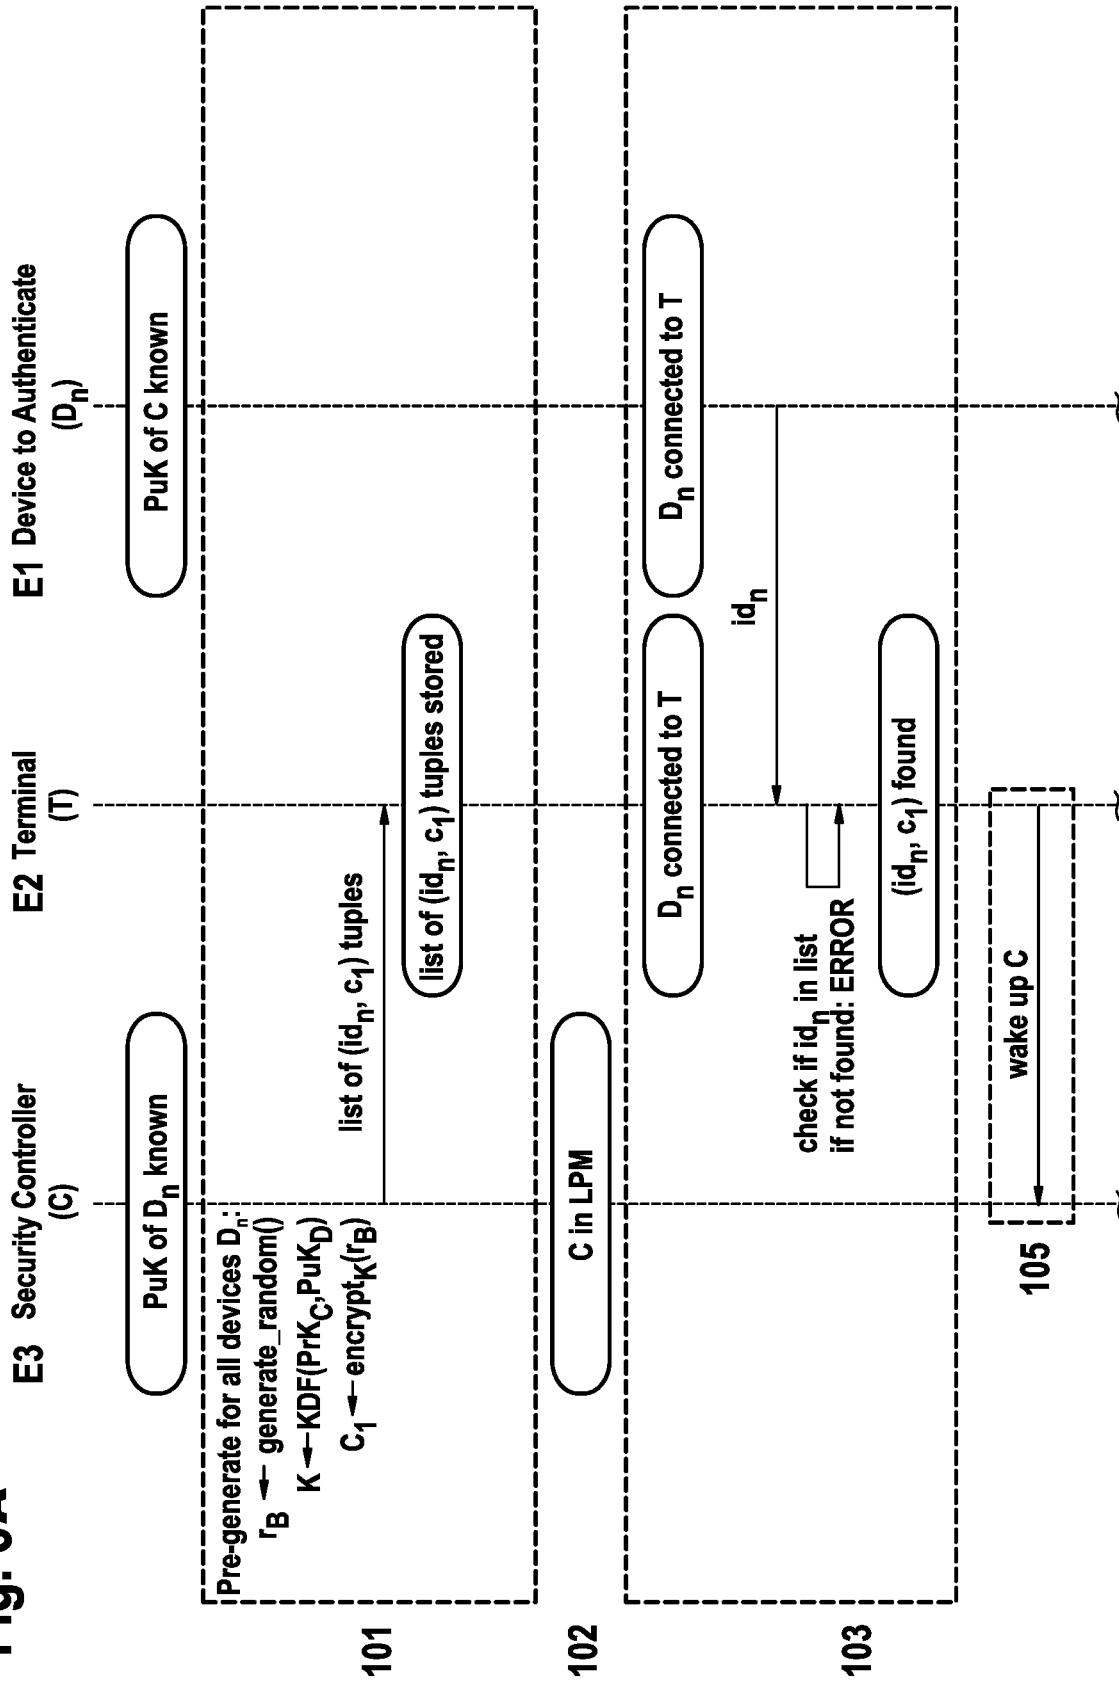 Fig. 3A
E3 Security Controller
(C)
E2 Terminal
(T)
E1 Device to Authenticate
(Dn)
PuK of Dn known
PuK of C known
101
Pre-generate for all devices Dn:
rB ← generate_random()
K ← KDF(PrKC,PuKD)
C1 ← encryptK(rB)
list of (idn, c1) tuples
list of (idn, c1) tuples stored
102
C in LPM
103
Dn connected to T
Dn connected to T
idn
check if idn in list
if not found: ERROR
(idn, c1) found
105
wake up C